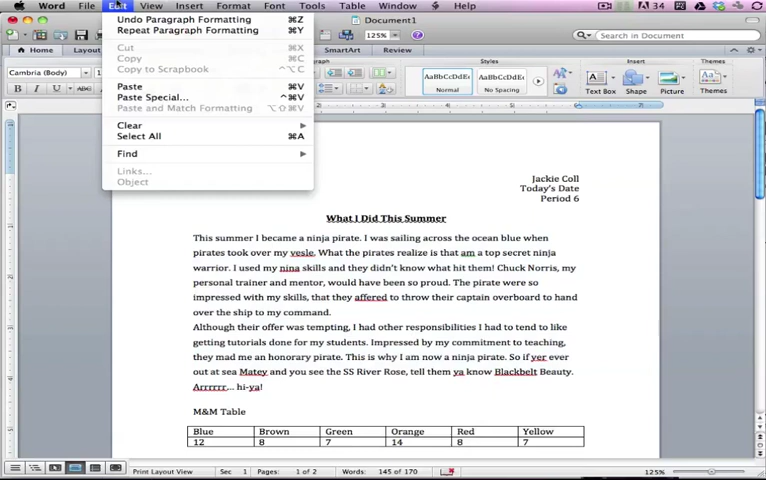 Word File Edit View Insert Format Font Tools Table Window Help 34
Document1
125% Search in Document
Home Layout SmartArt Review
Undo Paragraph Formatting ⌘Z
Repeat Paragraph Formatting ⌘Y
Cut ⌘X
Copy ⌘C
Copy to Scrapbook ^⌥C
Paste ⌘V
Paste Special... ^⌘V
Paste and Match Formatting ⌥⇧⌘V
Clear
Select All ⌘A
Find
Links...
Object
Styles Insert Themes
Cambria (Body)
B I U ABC
AaBbCcDdEe AaBbCcDdEe
Normal No Spacing Text Box Shape Picture Themes
Jackie Coll
Today's Date
Period 6
What I Did This Summer
This summer I became a ninja pirate. I was sailing across the ocean blue when
pirates took over my vesle. What the pirates realize is that am a top secret ninja
warrior. I used my nina skills and they didn't know what hit them! Chuck Norris, my
personal trainer and mentor, would have been so proud. The pirate were so
impressed with my skills, that they affered to throw their captain overboard to hand
over the ship to my command.
Although their offer was tempting, I had other responsibilities I had to tend to like
getting tutorials done for my students. Impressed by my commitment to teaching,
they mad me an honorary pirate. This is why I am now a ninja pirate. So if yer ever
out at sea Matey and you see the SS River Rose, tell them ya know Blackbelt Beauty.
Arrrrrr... hi-ya!
M&M Table
Blue Brown Green Orange Red Yellow
12 8 7 14 8 7
Print Layout View Sec 1 Pages: 1 of 2 Words: 145 of 170 125%